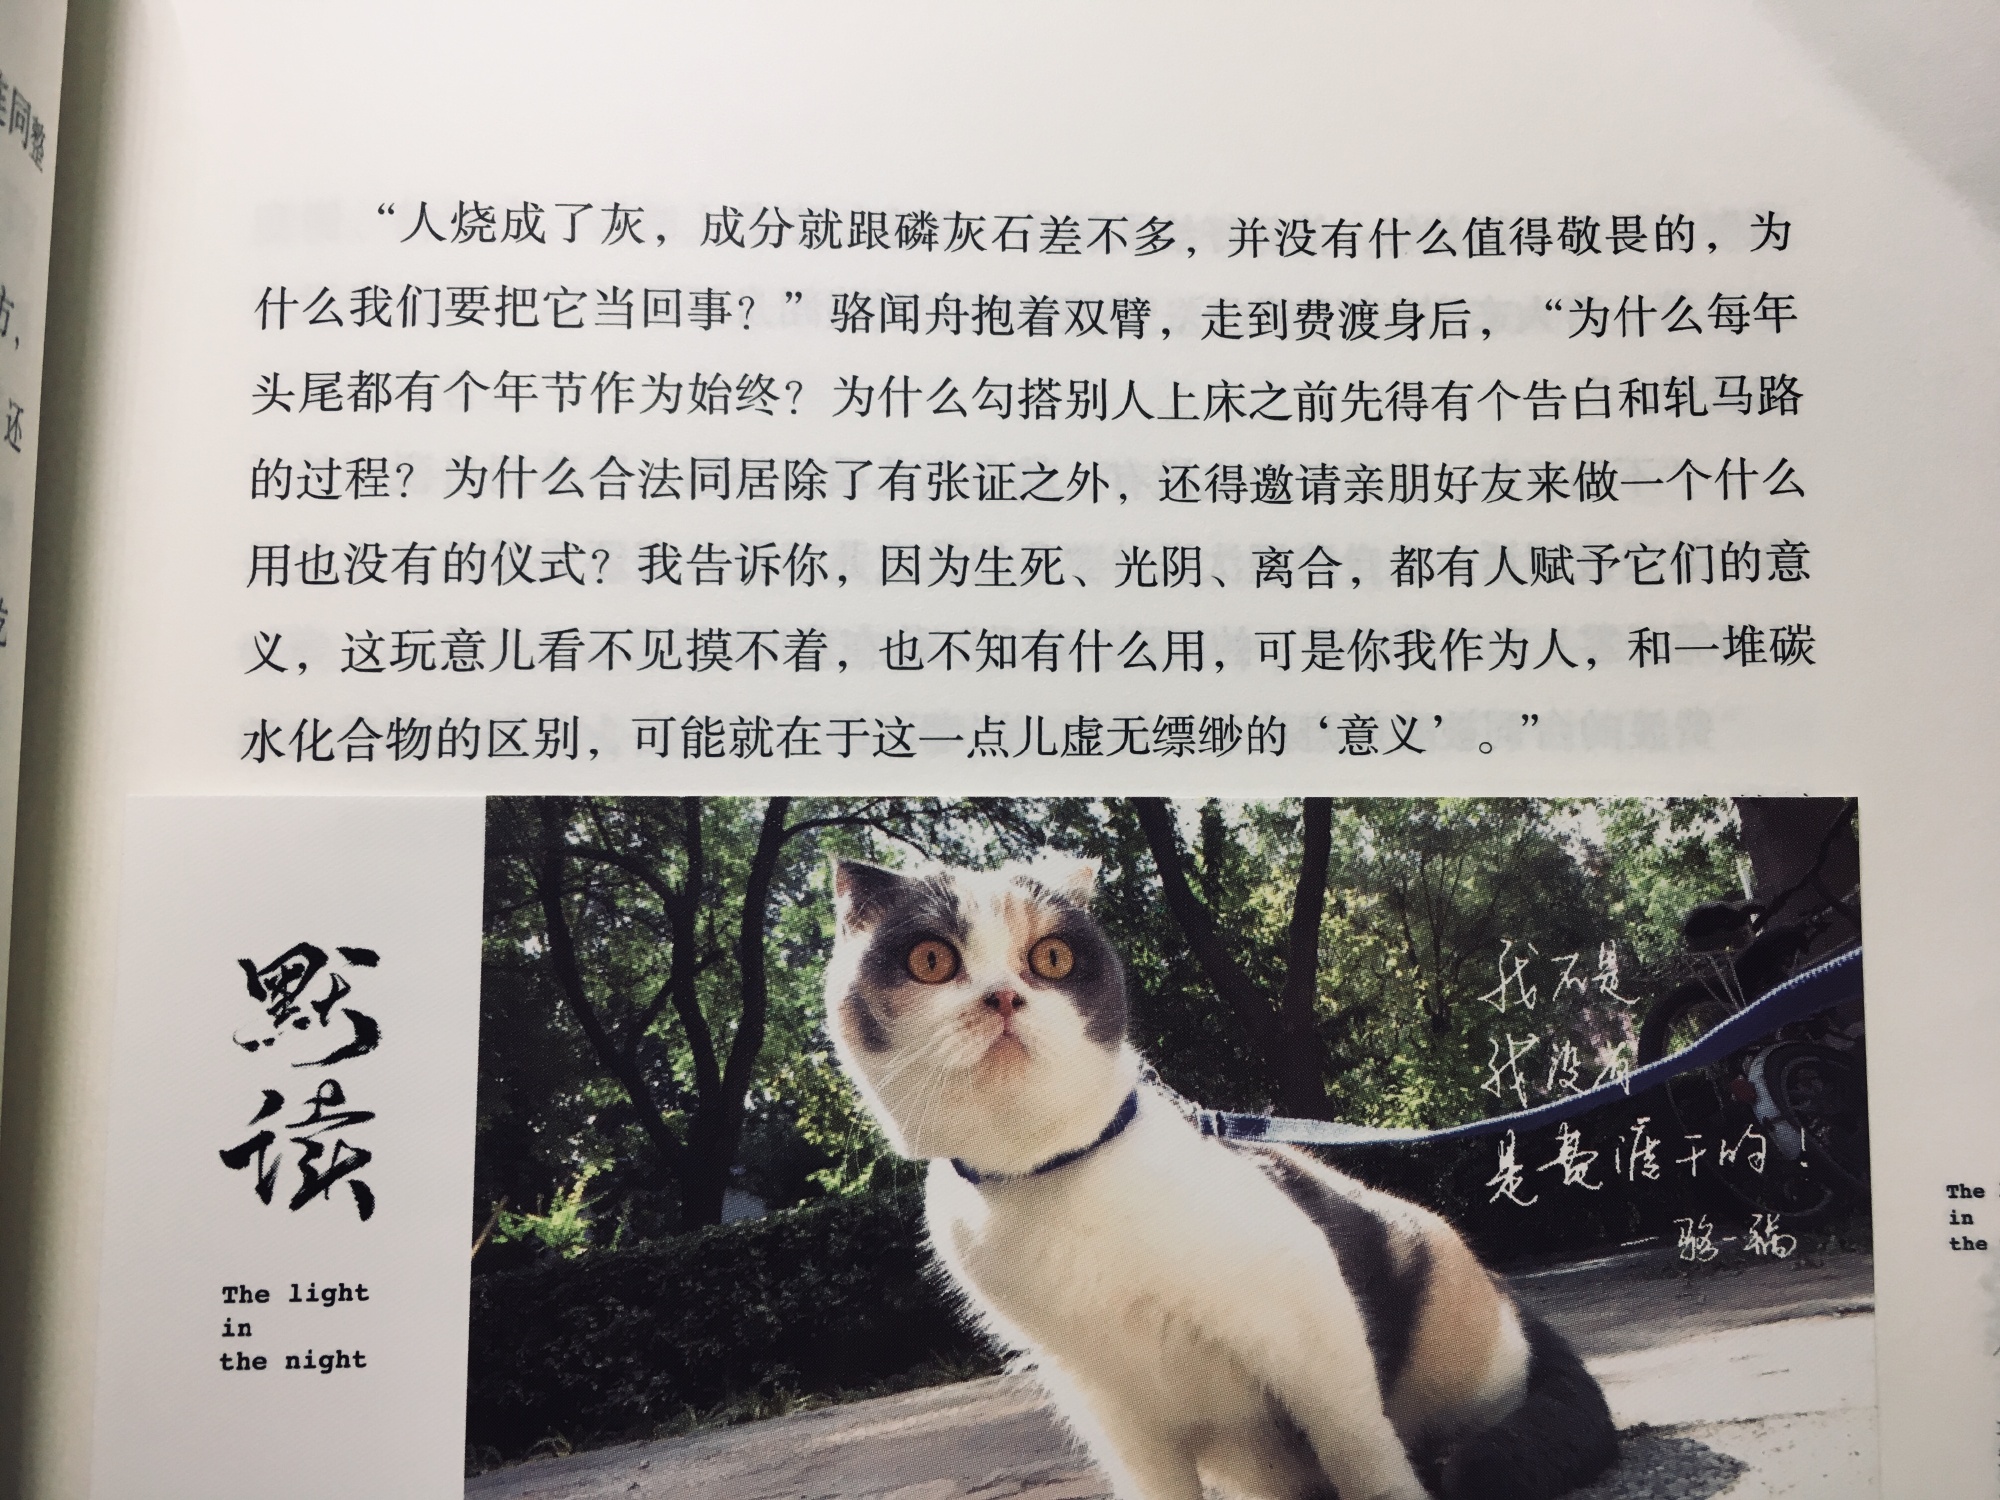 连同整
方，
还
“人烧成了灰，成分就跟磷灰石差不多，并没有什么值得敬畏的，为
什么我们要把它当回事？”骆闻舟抱着双臂，走到费渡身后，“为什么每年
头尾都有个年节作为始终？为什么勾搭别人上床之前先得有个告白和轧马路
的过程？为什么合法同居除了有张证之外，还得邀请亲朋好友来做一个什么
用也没有的仪式？我告诉你，因为生死、光阴、离合，都有人赋予它们的意
义，这玩意儿看不见摸不着，也不知有什么用，可是你我作为人，和一堆碳
水化合物的区别，可能就在于这一点儿虚无缥缈的‘意义’。”
默
读
The light
in
the night
我不是
我没有
是费渡干的！
—骆一锅
The
in
the